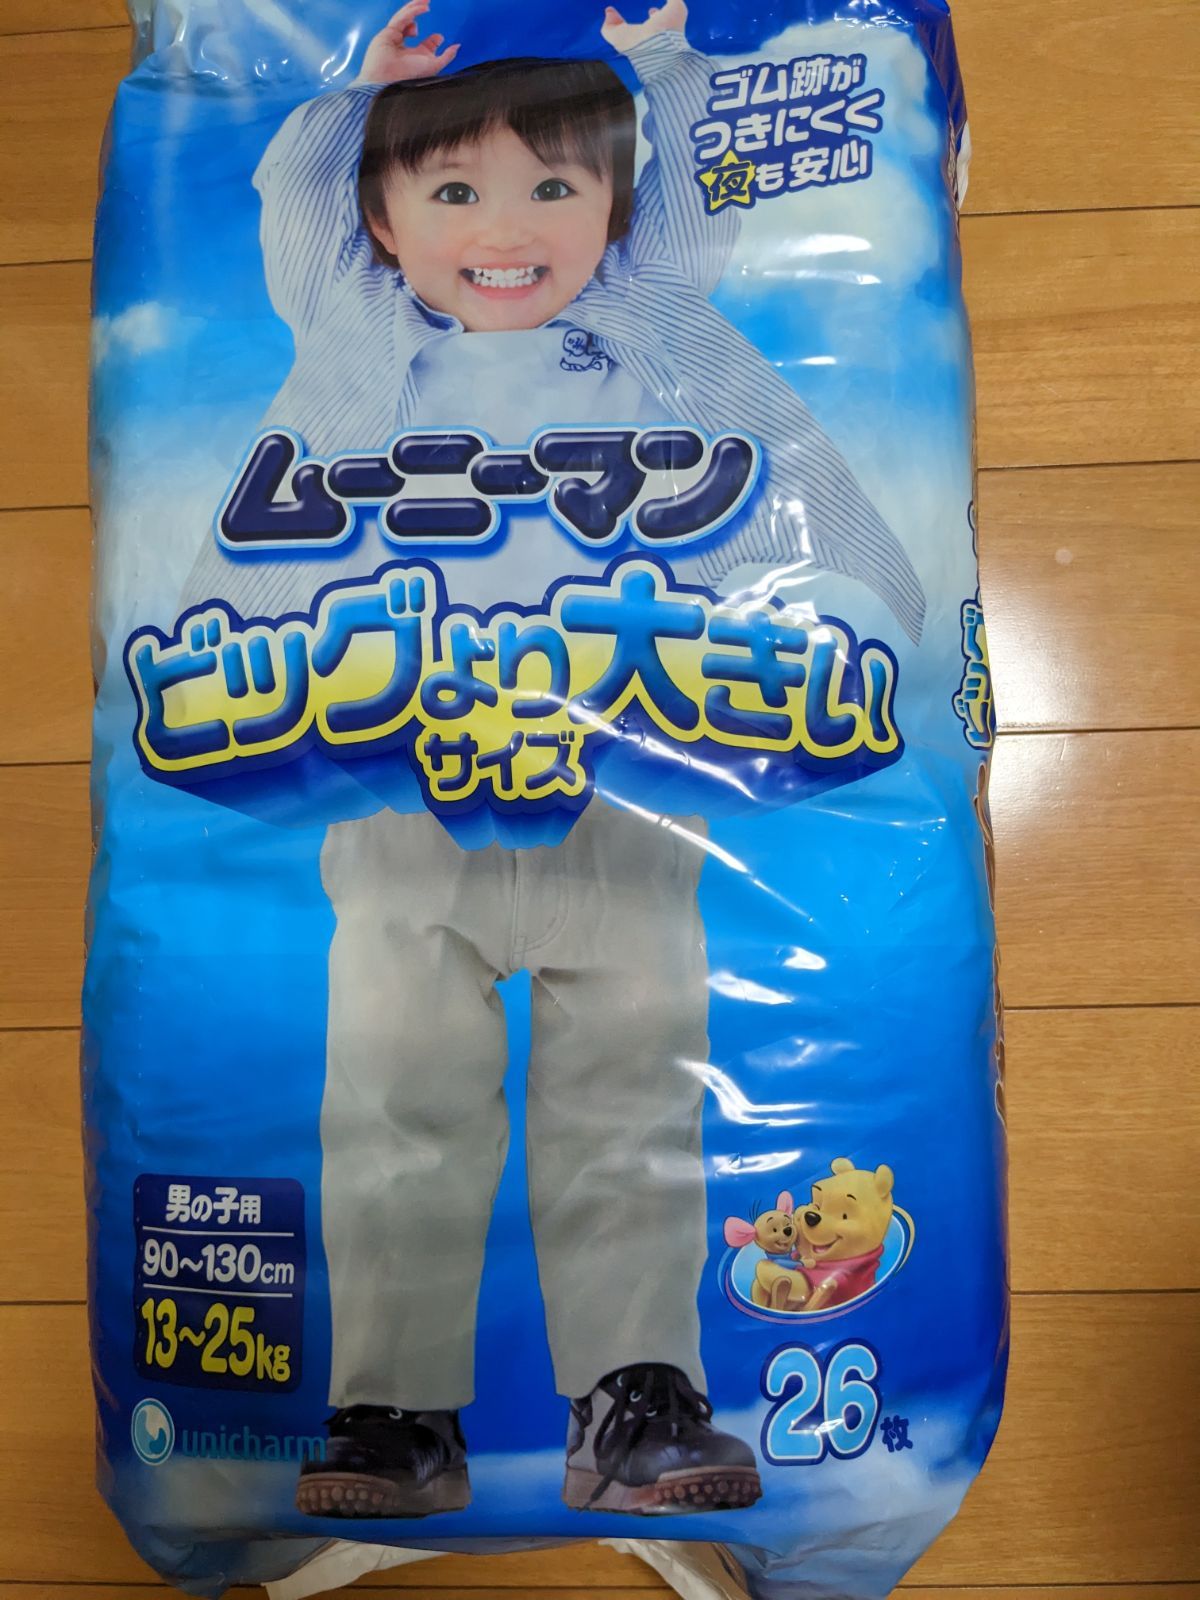 ゴム跡が
つきにくく
夜も安心
ムーニーマン
ビッグより大きい
サイズ
男の子用
90～130cm
13～25kg
unicharm
26枚